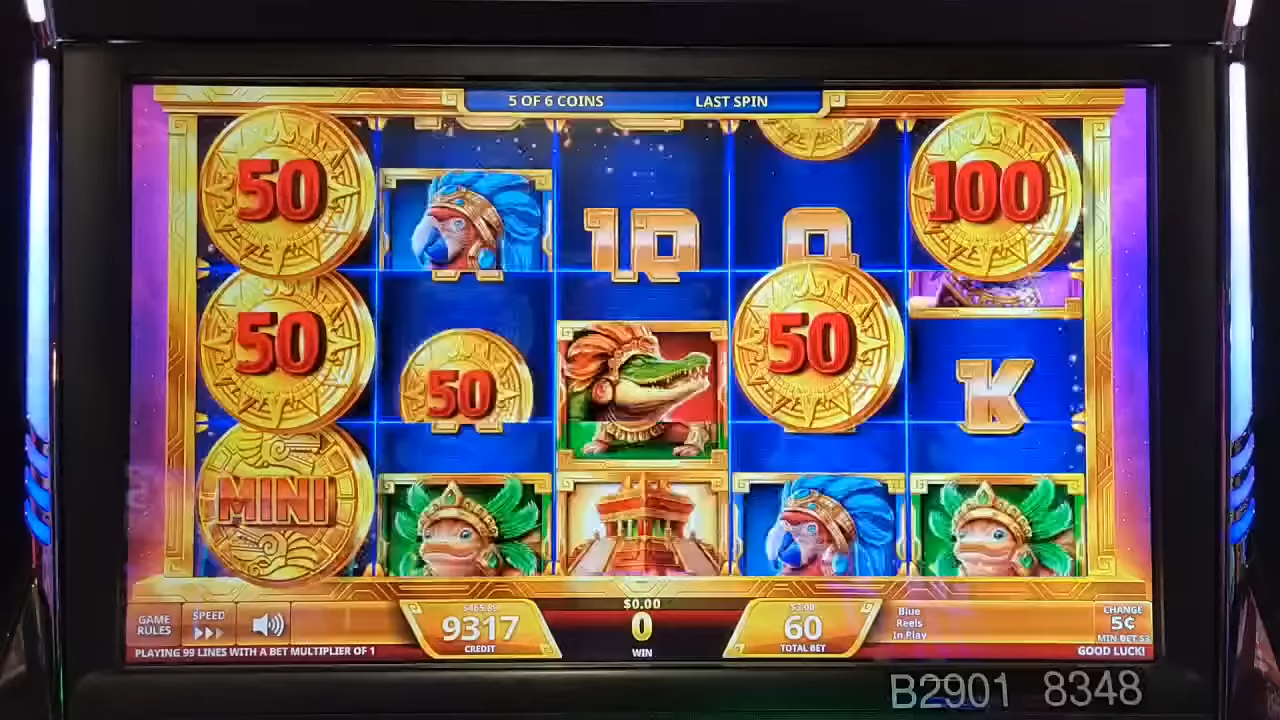 5 OF 6 COINS LAST SPIN
50
100
10
Q
50
50
50
K
MINI
GAME RULES
SPEED
$465.85
9317
CREDIT
$0.00
0
WIN
$3.00
60
TOTAL BET
Blue
Reels
In Play
CHANGE
5¢
MIN BET $3
PLAYING 99 LINES WITH A BET MULTIPLIER OF 1
GOOD LUCK!
B2901 8348